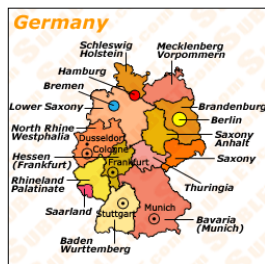 Germany
Schleswig
Holstein
Mecklenberg
Vorpommern
Hamburg
Bremen
Lower Saxony
Brandenburg
Berlin
North Rhine
Westphalia
Dusseldorf
Cologne
Saxony
Anhalt
Hessen
(Frankfurt)
Frankfurt
Saxony
Rhineland
Palatinate
Thuringia
Saarland
Stuttgart
Munich
Bavaria
(Munich)
Baden
Wurttemberg